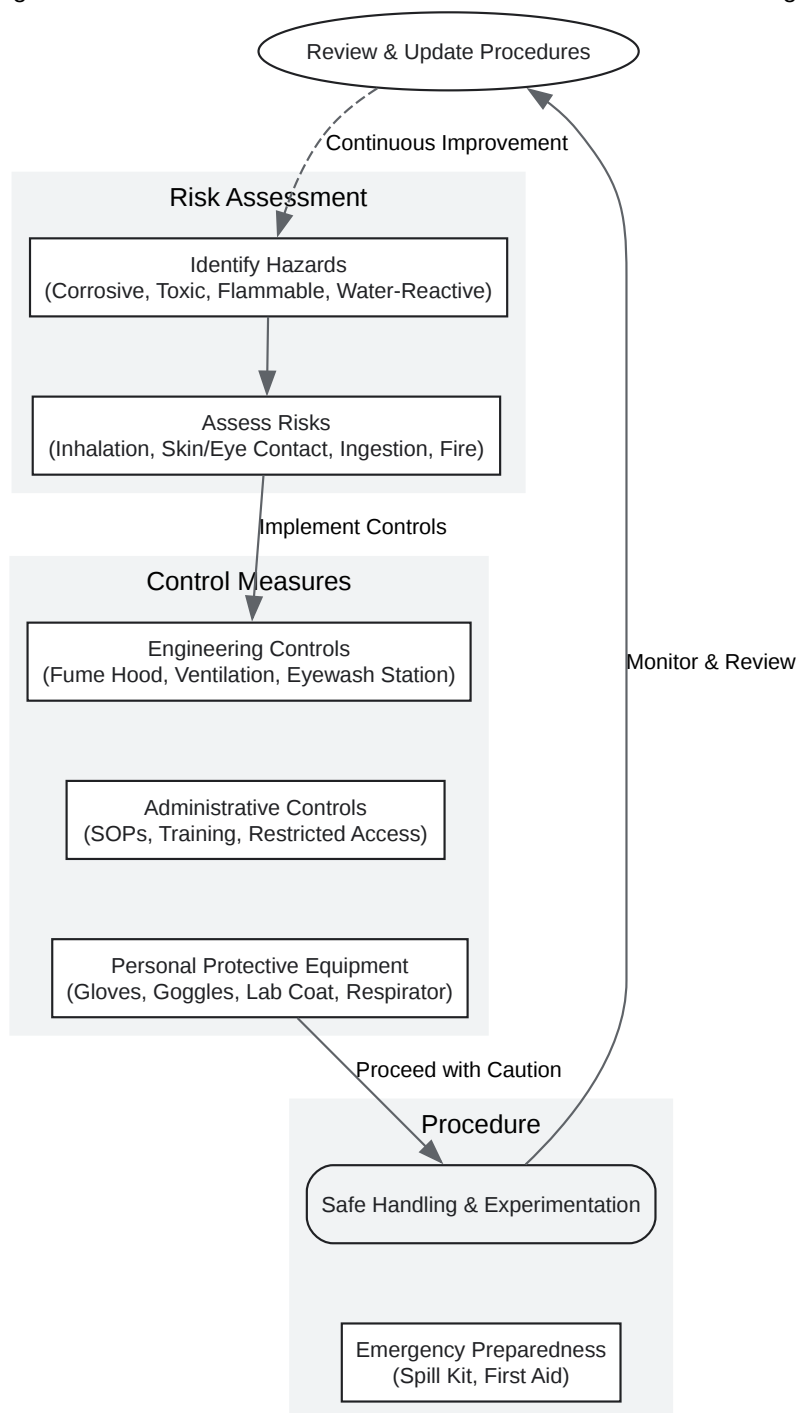 Review & Update Procedures
Continuous Improvement
Risk Assessment
Identify Hazards
(Corrosive, Toxic, Flammable, Water-Reactive)
Assess Risks
(Inhalation, Skin/Eye Contact, Ingestion, Fire)
Implement Controls
Control Measures
Engineering Controls
(Fume Hood, Ventilation, Eyewash Station)
Monitor & Review
Administrative Controls
(SOPs, Training, Restricted Access)
Personal Protective Equipment
(Gloves, Goggles, Lab Coat, Respirator)
Proceed with Caution
Procedure
Safe Handling & Experimentation
Emergency Preparedness
(Spill Kit, First Aid)